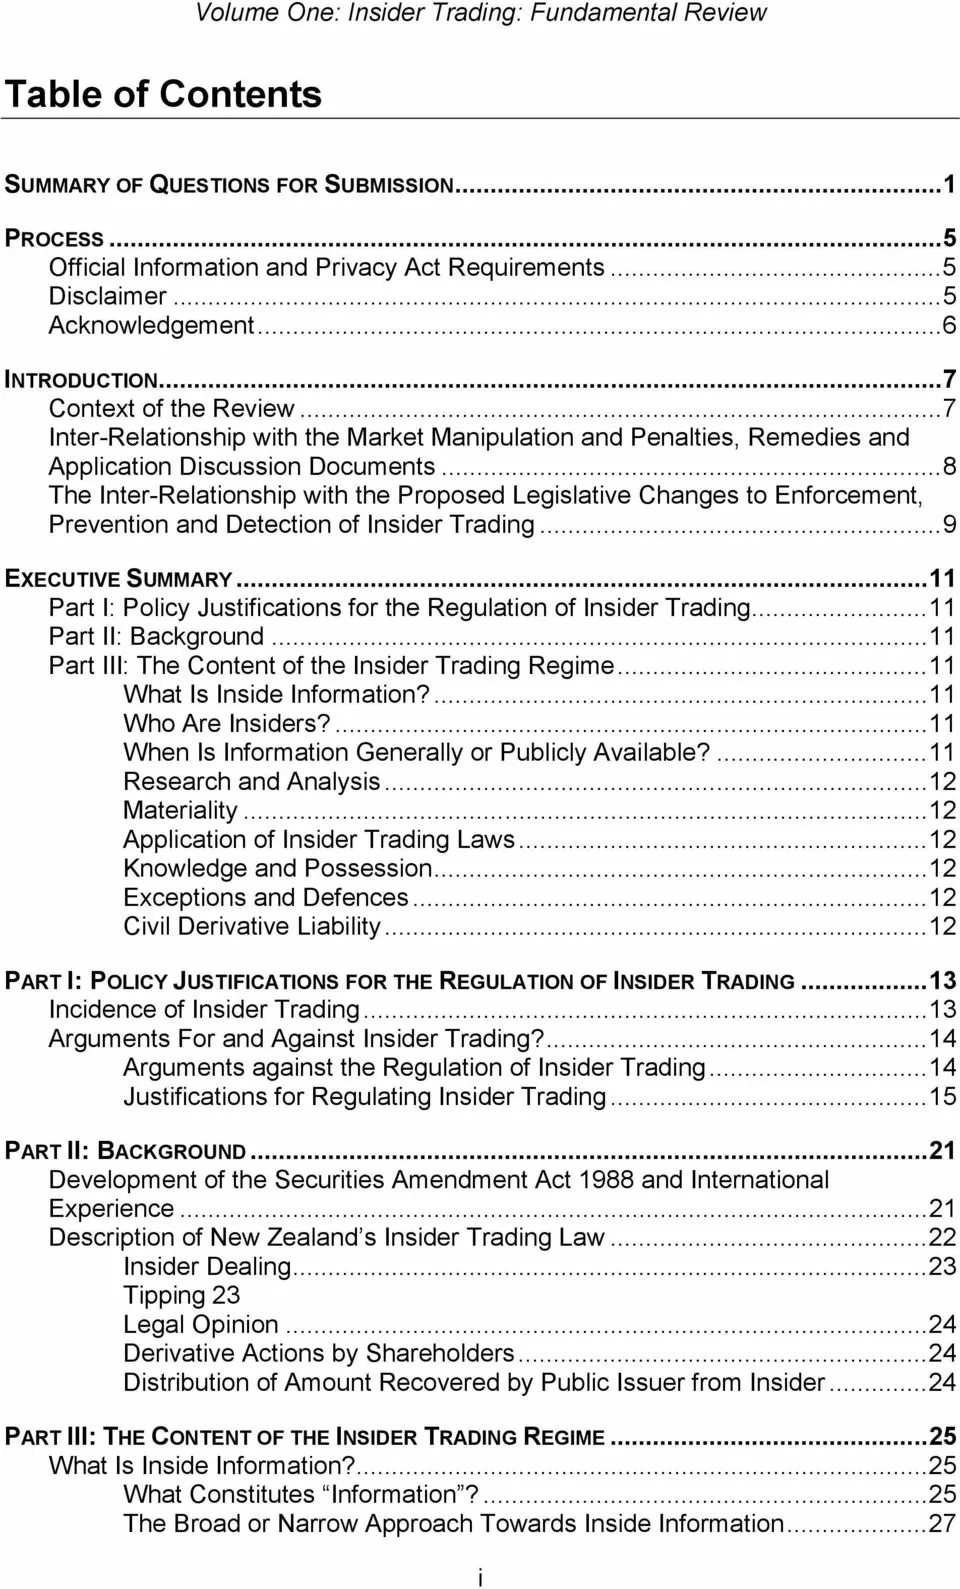 Volume One: Insider Trading: Fundamental Review
Table of Contents
SUMMARY OF QUESTIONS FOR SUBMISSION...1
PROCESS...5
Official Information and Privacy Act Requirements...5
Disclaimer...5
Acknowledgement...6
INTRODUCTION...7
Context of the Review...7
Inter-Relationship with the Market Manipulation and Penalties, Remedies and
Application Discussion Documents...8
The Inter-Relationship with the Proposed Legislative Changes to Enforcement,
Prevention and Detection of Insider Trading...9
EXECUTIVE SUMMARY...11
Part I: Policy Justifications for the Regulation of Insider Trading...11
Part II: Background...11
Part III: The Content of the Insider Trading Regime...11
What Is Inside Information?...11
Who Are Insiders?...11
When Is Information Generally or Publicly Available?...11
Research and Analysis...12
Materiality...12
Application of Insider Trading Laws...12
Knowledge and Possession...12
Exceptions and Defences...12
Civil Derivative Liability...12
PART I: POLICY JUSTIFICATIONS FOR THE REGULATION OF INSIDER TRADING...13
Incidence of Insider Trading...13
Arguments For and Against Insider Trading?...14
Arguments against the Regulation of Insider Trading...14
Justifications for Regulating Insider Trading...15
PART II: BACKGROUND...21
Development of the Securities Amendment Act 1988 and International
Experience...21
Description of New Zealand's Insider Trading Law...22
Insider Dealing...23
Tipping 23
Legal Opinion...24
Derivative Actions by Shareholders...24
Distribution of Amount Recovered by Public Issuer from Insider...24
PART III: THE CONTENT OF THE INSIDER TRADING REGIME...25
What Is Inside Information?...25
What Constitutes “Information”?...25
The Broad or Narrow Approach Towards Inside Information...27
i